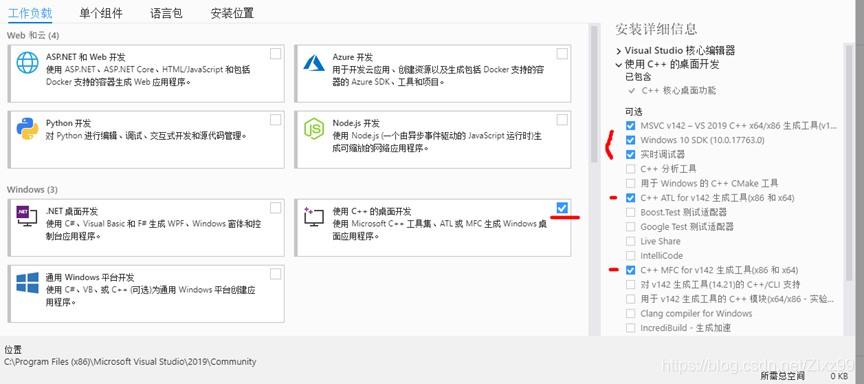 工作负载 单个组件 语言包 安装位置
Web 和云 (4)
ASP.NET 和 Web 开发
使用 ASP.NET、ASP.NET Core、HTML/JavaScript 和包括
Docker 支持的容器生成 Web 应用程序。
Azure 开发
用于开发云应用、创建资源以及生成包括 Docker 支持的容
器的 Azure SDK、工具和项目。
Python 开发
对 Python 进行编辑、调试、交互式开发和源代码管理。
Node.js 开发
使用 Node.js (一个由异步事件驱动的 JavaScript 运行时)生
成可缩放的网络应用程序。
Windows (3)
.NET 桌面开发
使用 C#、Visual Basic 和 F# 生成 WPF、Windows 窗体和控
制台应用程序。
使用 C++ 的桌面开发
使用 Microsoft C++ 工具集、ATL 或 MFC 生成 Windows 桌
面应用程序。
通用 Windows 平台开发
使用 C#、VB、或 C++ (可选)为通用 Windows 平台创建应
用程序。
位置
C:\Program Files (x86)\Microsoft Visual Studio\2019\Community
安装详细信息
Visual Studio 核心编辑器
使用 C++ 的桌面开发
已包含
C++ 核心桌面功能
可选
MSVC v142 – VS 2019 C++ x64/x86 生成工具(v1...
Windows 10 SDK (10.0.17763.0)
实时调试器
C++ 分析工具
用于 Windows 的 C++ CMake 工具
C++ ATL for v142 生成工具(x86 和 x64)
Boost.Test 测试适配器
Google Test 测试适配器
Live Share
IntelliCode
C++ MFC for v142 生成工具(x86 和 x64)
对 v142 生成工具(14.21)的 C++/CLI 支持
用于 v142 生成工具的 C++ 模块(x64/x86 - 实验...
Clang compiler for Windows
IncrediBuild - 生成加速
https://blog.csdn.net/Zlxz99
所需总空间 0 KB